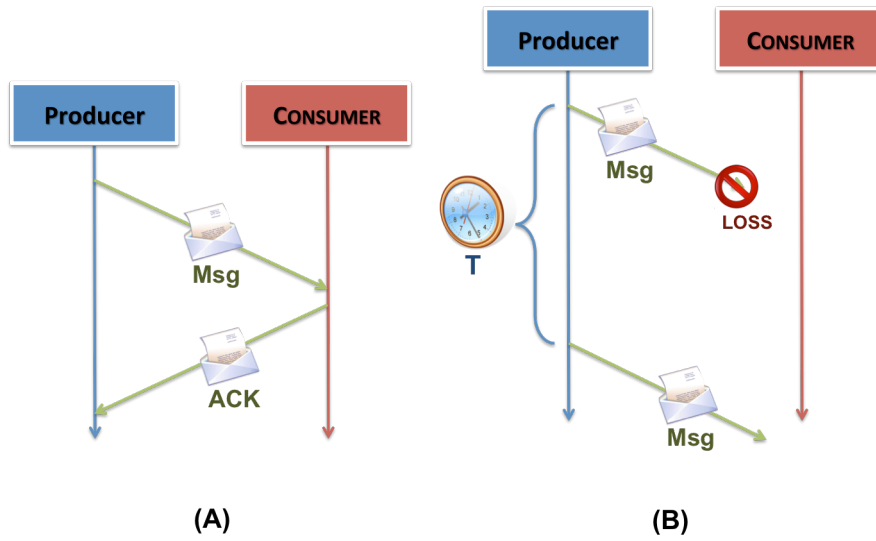 Producer
CONSUMER
Msg
ACK
(A)
Producer
CONSUMER
Msg
LOSS
T
Msg
(B)